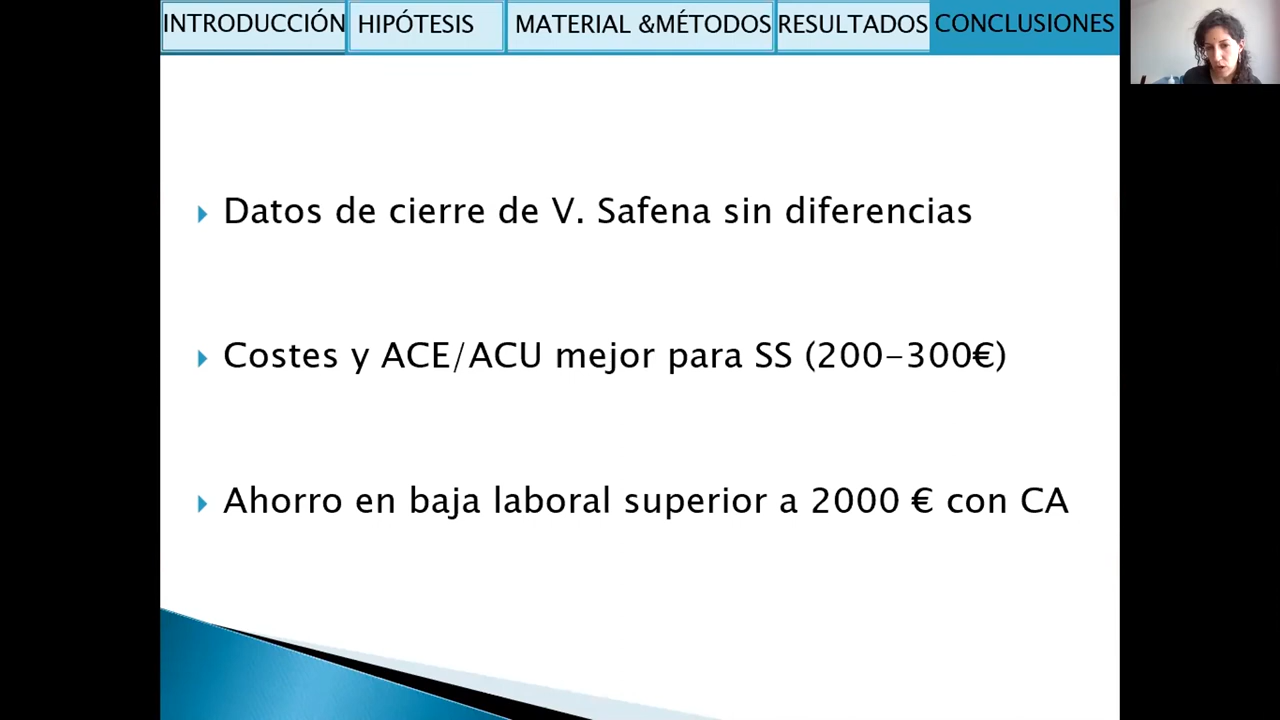 INTRODUCCIÓN HIPÓTESIS MATERIAL &MÉTODOS RESULTADOS CONCLUSIONES
Datos de cierre de V. Safena sin diferencias
Costes y ACE/ACU mejor para SS (200-300€)
Ahorro en baja laboral superior a 2000 € con CA